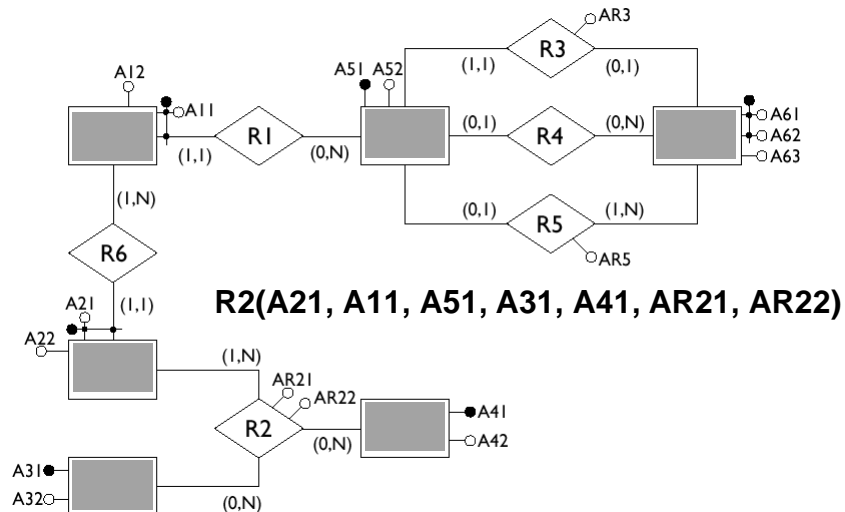 AR3
R3
A12
A51 A52
(1,1)
(0,1)
A11
A61
R1
(0,1)
R4
(0,N)
A62
(1,1)
(0,N)
A63
(1,N)
(0,1)
R5
(1,N)
R6
AR5
A21
(1,1)
R2(A21, A11, A51, A31, A41, AR21, AR22)
A22
(1,N)
AR21
AR22
A41
R2
(0,N)
A42
A31
A32
(0,N)